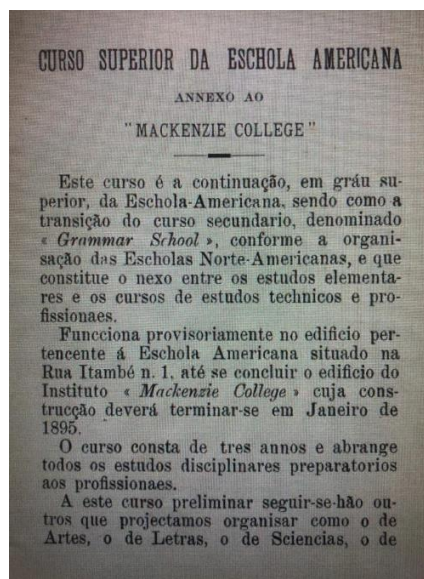 CURSO SUPERIOR DA ESCHOLA AMERICANA
ANNEXO AO
"MACKENZIE COLLEGE"
Este curso é a continuação, em gráu su-
perior, da Eschola-Americana, sendo como a
transição do curso secundario, denominado
« Grammar School », conforme a organi-
sação das Escholas Norte-Americanas, e que
constitue o nexo entre os estudos elementa-
res e os cursos de estudos technicos e pro-
fissionaes.
Funcciona provisoriamente no edificio per-
tencente á Eschola Americana situado na
Rua Itambé n. 1, até se concluir o edificio do
Instituto « Mackenzie College » cuja cons-
trucção deverá terminar-se em Janeiro de
1895.
O curso consta de tres annos e abrange
todos os estudos disciplinares preparatorios
aos profissionaes.
A este curso preliminar seguir-se-hão ou-
tros que projectamos organisar como o de
Artes, o de Letras, o de Sciencias, o de